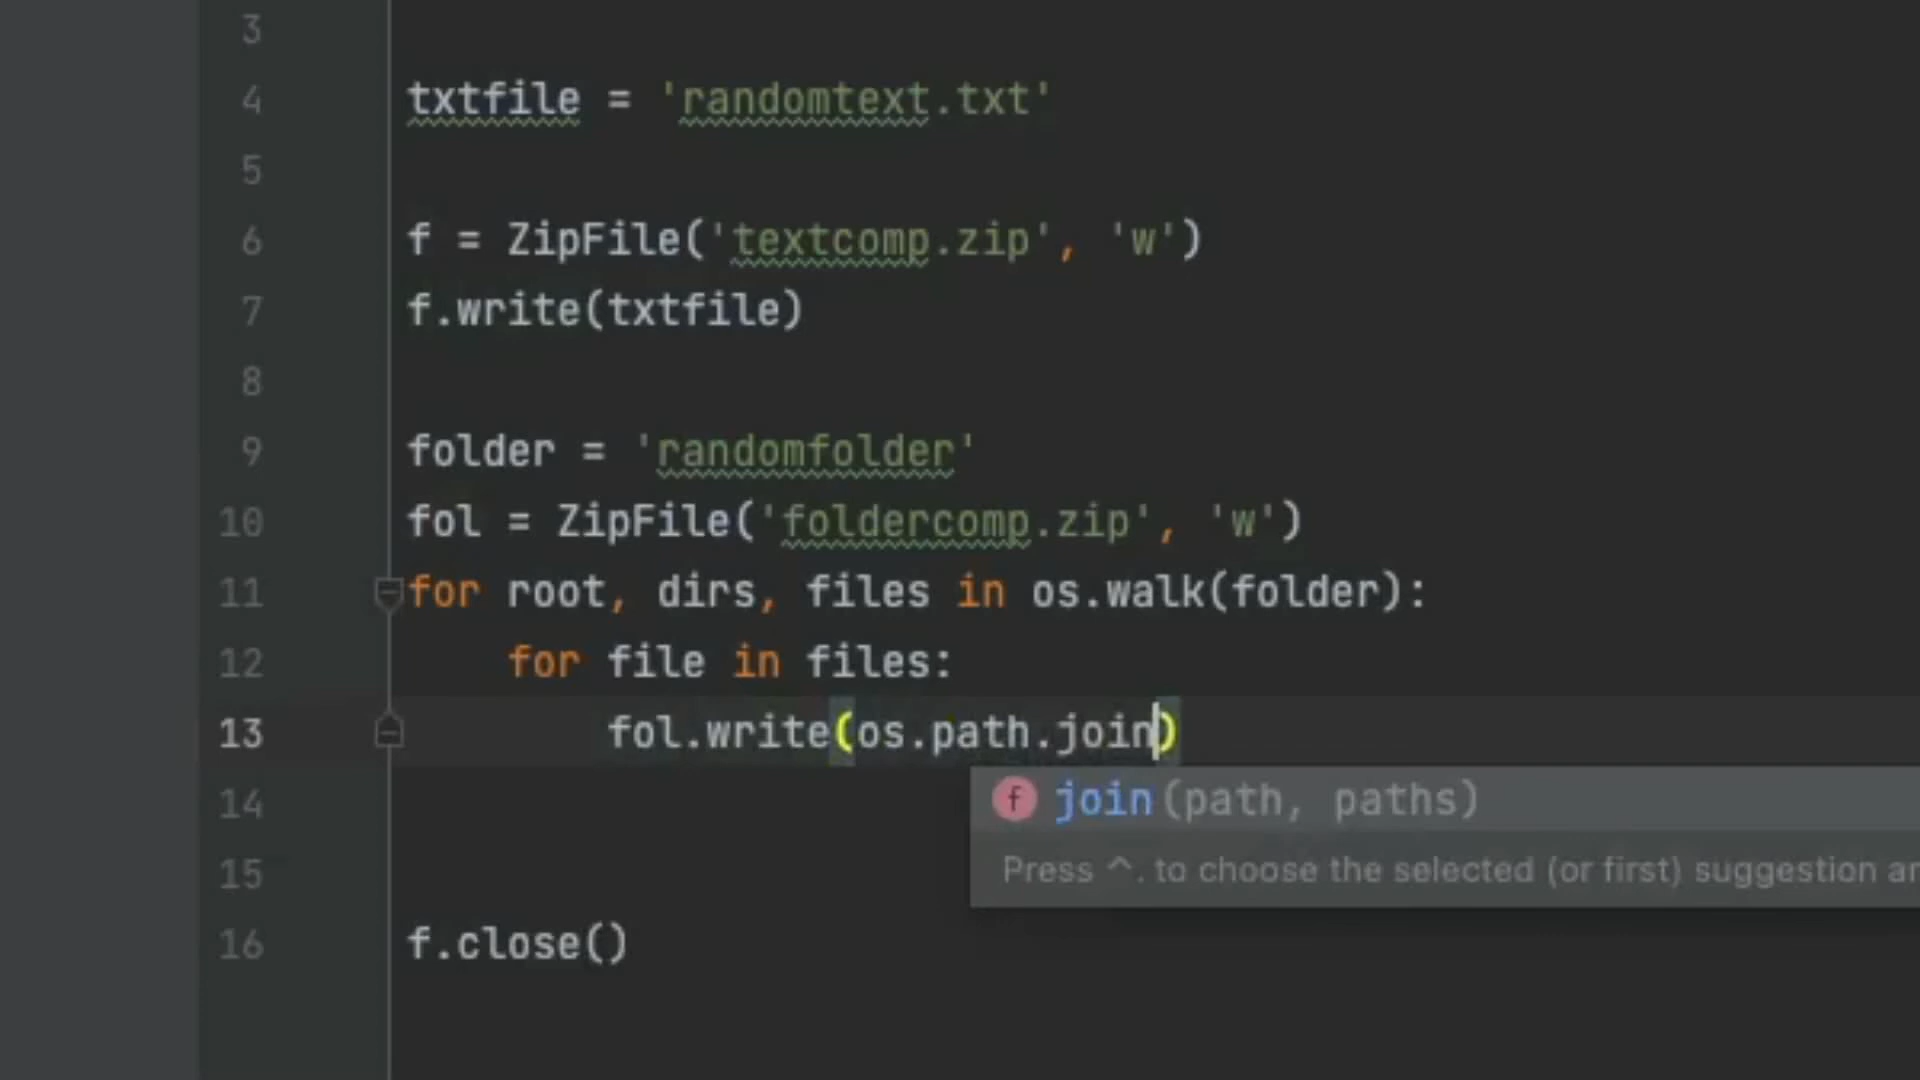 3
4 txtfile = 'randomtext.txt'
5
6 f = ZipFile('textcomp.zip', 'w')
7 f.write(txtfile)
8
9 folder = 'randomfolder'
10 fol = ZipFile('foldercomp.zip', 'w')
11 for root, dirs, files in os.walk(folder):
12 for file in files:
13 fol.write(os.path.join)
f join(path, paths)
14
Press ^. to choose the selected (or first) suggestion
15
16 f.close()